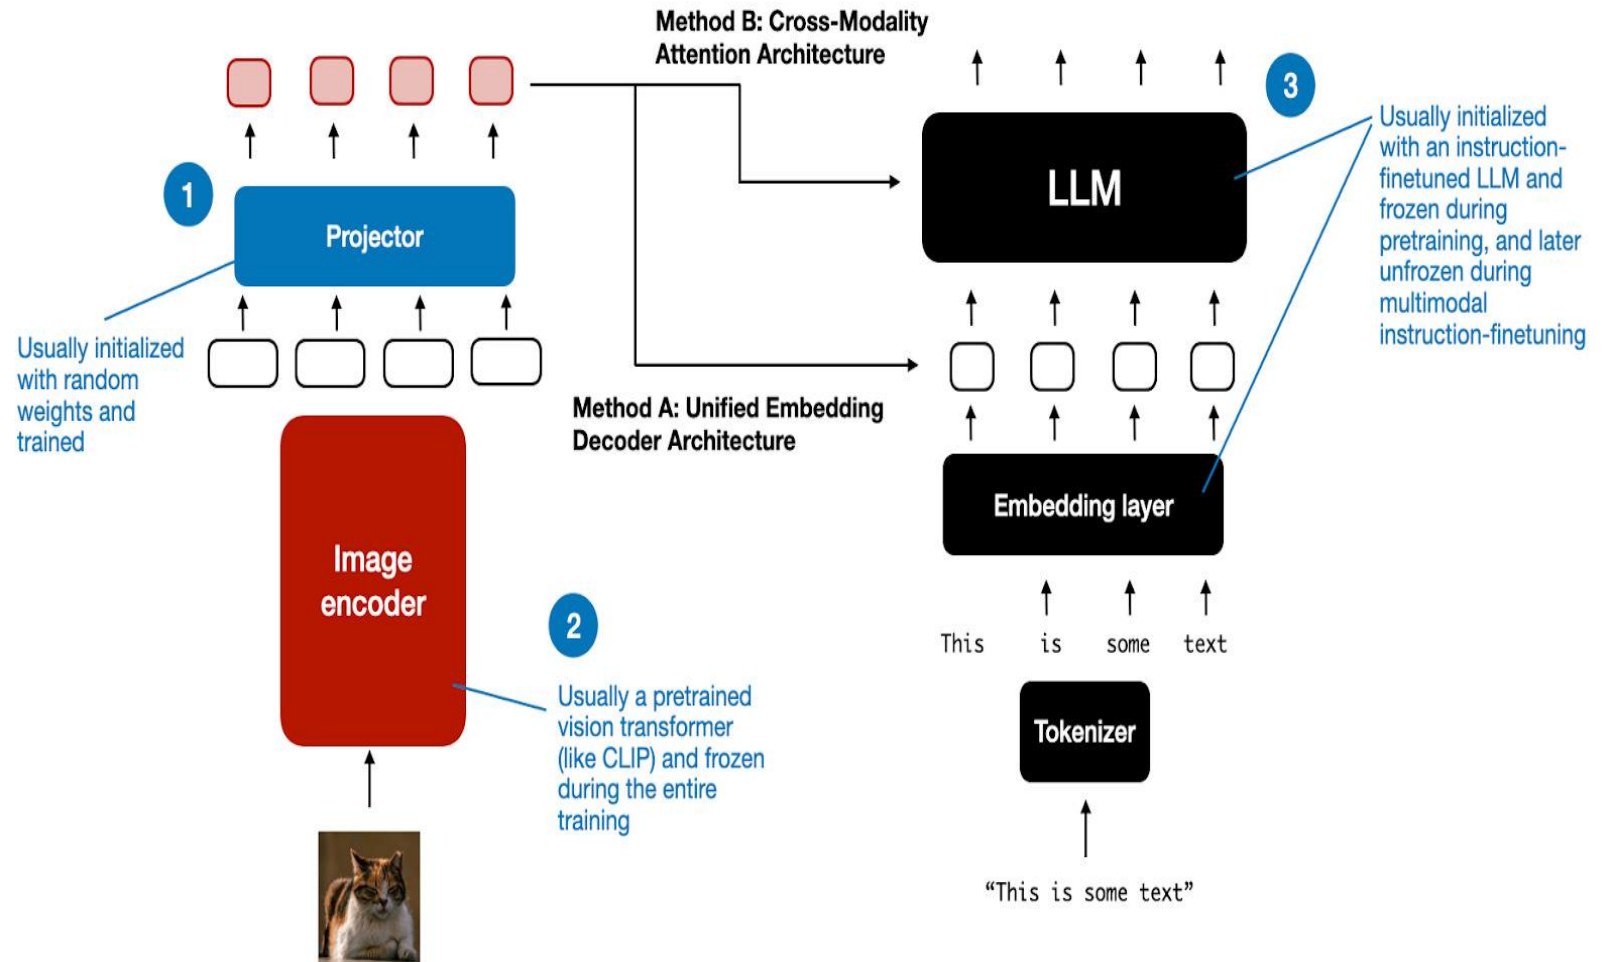 Method B: Cross-Modality
Attention Architecture
3
Usually initialized
with an instruction-
finetuned LLM and
frozen during
pretraining, and later
unfrozen during
multimodal
instruction-finetuning
LLM
1
Projector
Usually initialized
with random
weights and
trained
Method A: Unified Embedding
Decoder Architecture
Embedding layer
Image
encoder
2
Usually a pretrained
vision transformer
(like CLIP) and frozen
during the entire
training
This is some text
Tokenizer
“This is some text”